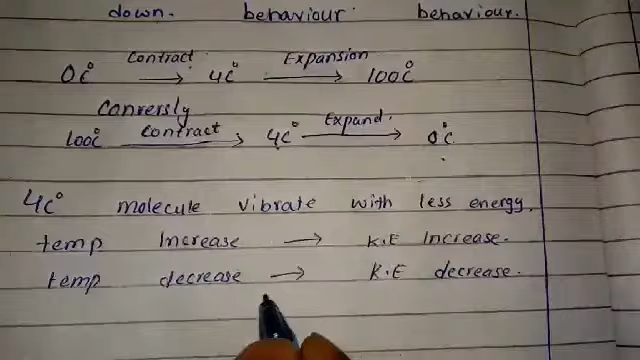 down. behaviour behaviour.
0C° Contract → 4C° Expansion → 100C°
Conversly
100C° Contract → 4C° Expand. → 0°C.
4C° molecule vibrate with less energy.
temp Increase → K.E Increase.
temp decrease → K.E decrease.